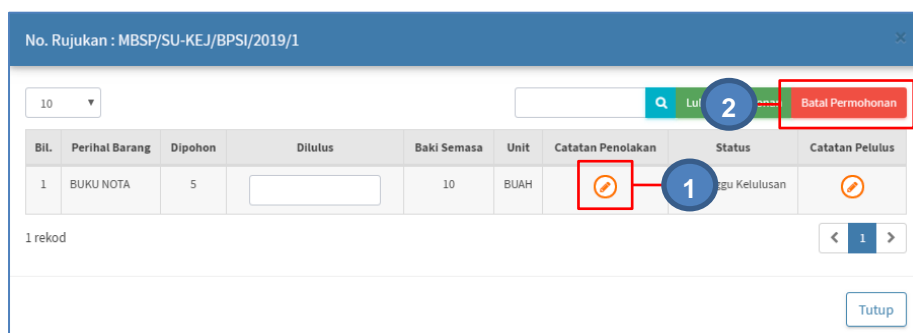 No. Rujukan : MBSP/SU-KEJ/BPSI/2019/1 ×
10 2 Batal Permohonan
Bil. Perihal Barang Dipohon Dilulus Baki Semasa Unit Catatan Penolakan Status Catatan Pelulus
1 BUKU NOTA 5 10 BUAH 1 Kelulusan
1 rekod < 1 >
Tutup